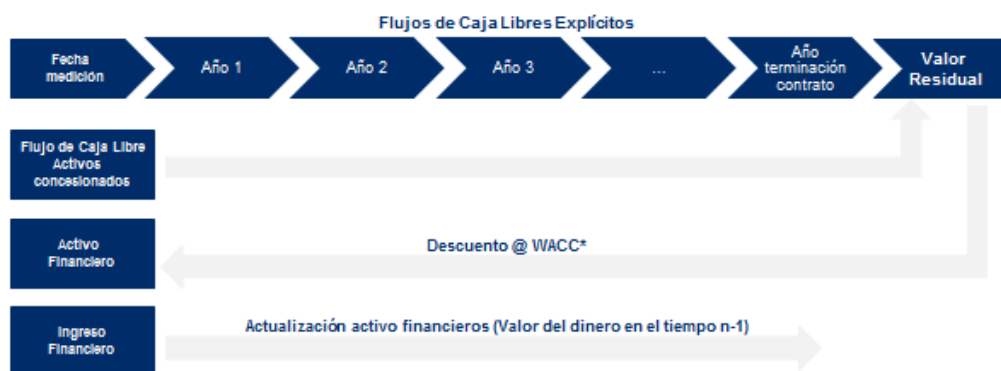 Flujos de Caja Libres Explícitos
Fecha
medición
Año 1
Año 2
Año 3
...
Año
terminación
contrato
Valor
Residual
Flujo de Caja Libre
Activos
concesionados
Activo
Financiero
Descuento @ WACC*
Ingreso
Financiero
Actualización activo financieros (Valor del dinero en el tiempo n-1)